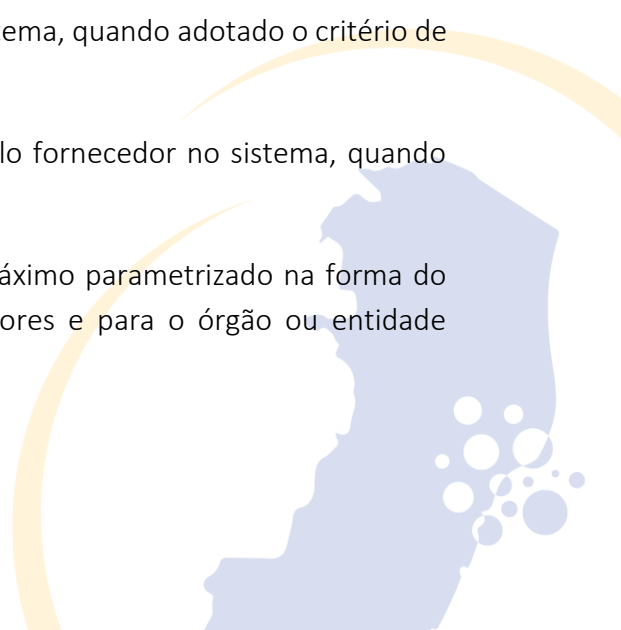 tema, quando adotado o critério de
lo fornecedor no sistema, quando
áximo parametrizado na forma do
ores e para o órgão ou entidade